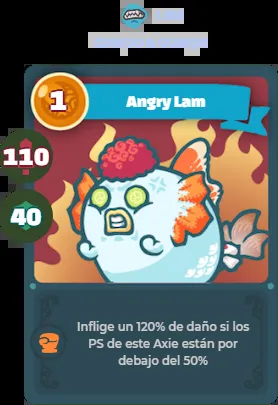 1
Angry Lam
110
40
Inflige un 120% de daño si los
PS de este Axie están por
debajo del 50%